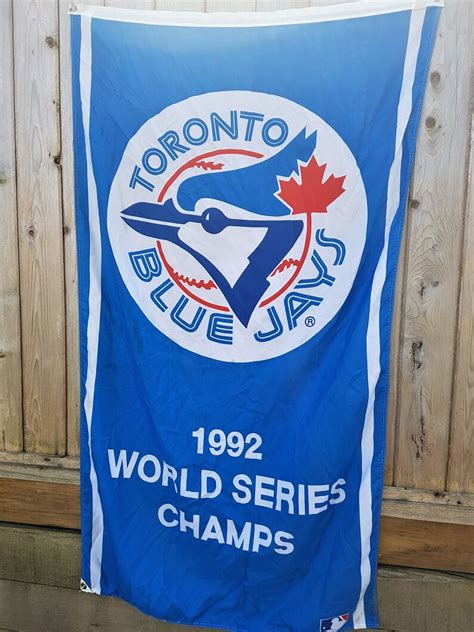 TORONTO
BLUE JAYS
®
1992
WORLD SERIES
CHAMPS